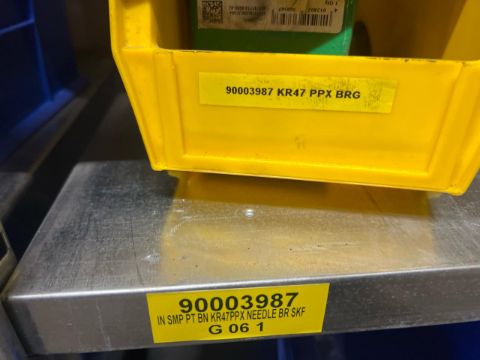 90003987 KR47 PPX BRG
90003987
IN SMP PT BN KR47PPX NEEDLE BR SKF
G 06 1